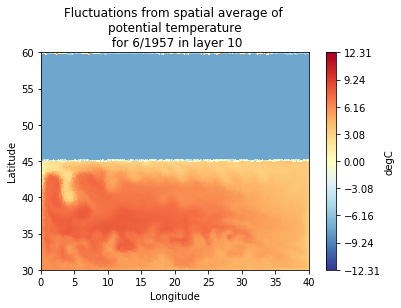 Fluctuations from spatial average of
potential temperature
for 6/1957 in layer 10
60
55
50
45
40
35
30
Latitude
0 5 10 15 20 25 30 35 40
Longitude
12.31
9.24
6.16
3.08
0.00
−3.08
−6.16
−9.24
−12.31
degC